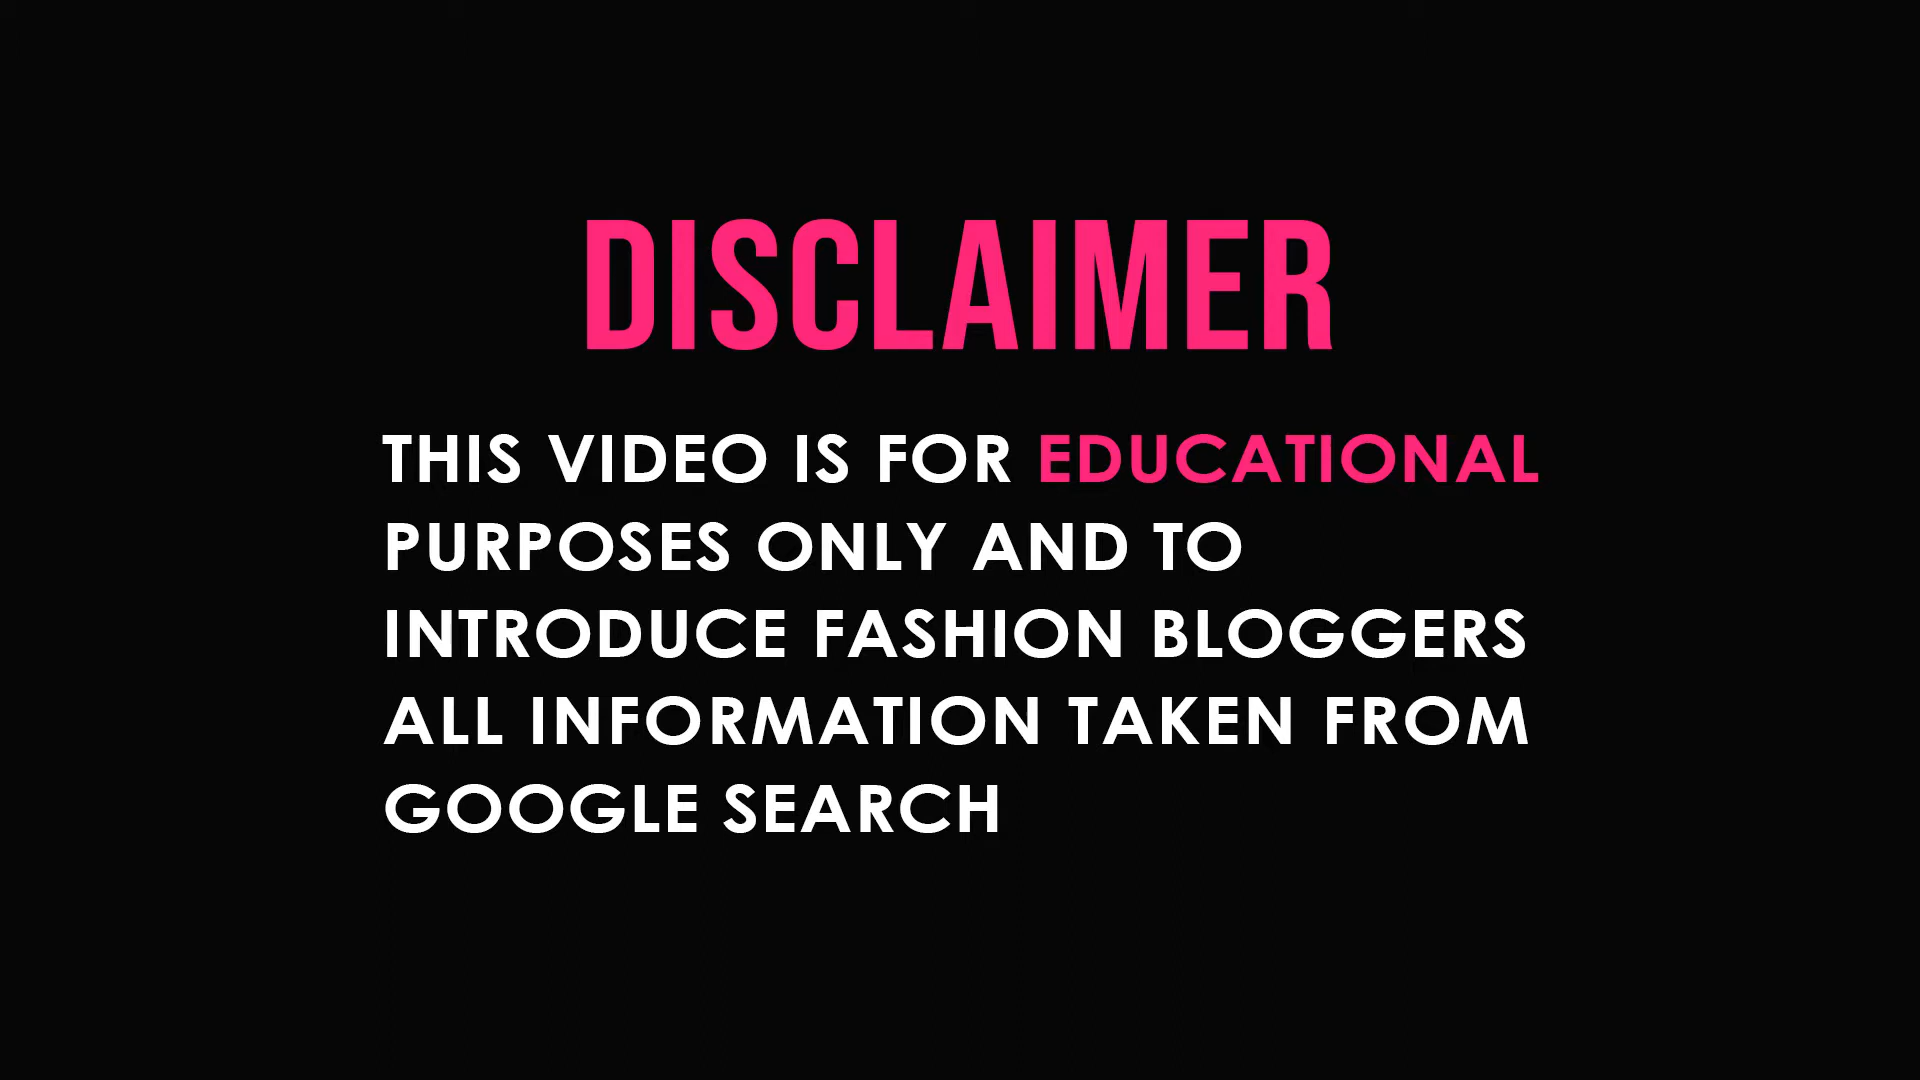 DISCLAIMER
THIS VIDEO IS FOR EDUCATIONAL
PURPOSES ONLY AND TO
INTRODUCE FASHION BLOGGERS
ALL INFORMATION TAKEN FROM
GOOGLE SEARCH